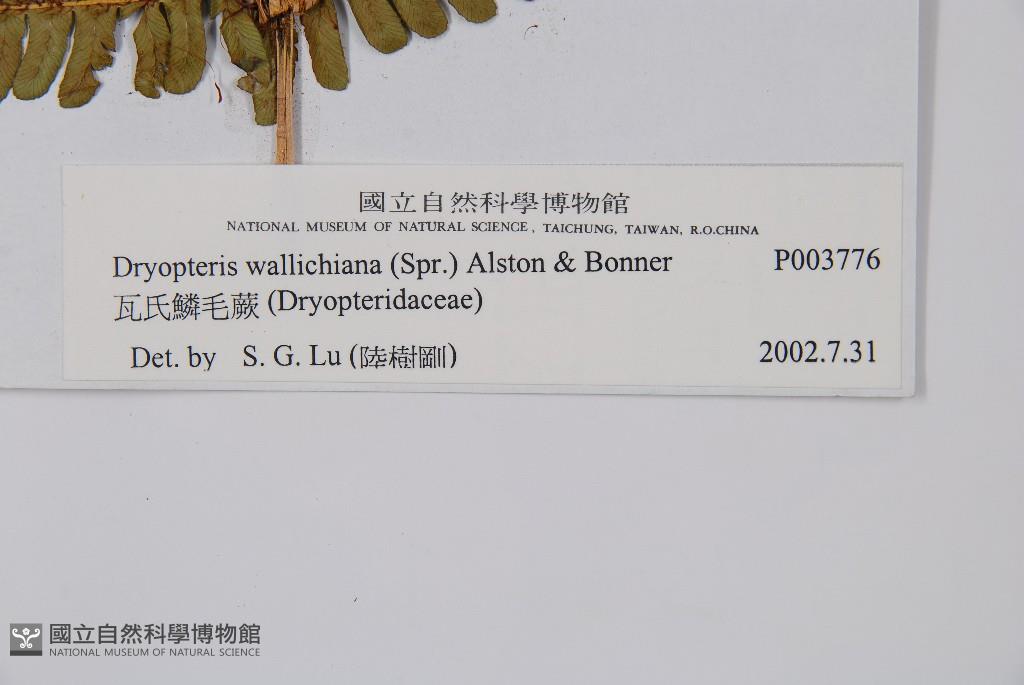 國立自然科學博物館
NATIONAL MUSEUM OF NATURAL SCIENCE, TAICHUNG, TAIWAN, R.O.CHINA
Dryopteris wallichiana (Spr.) Alston & Bonner P003776
瓦氏鱗毛蕨 (Dryopteridaceae)
Det. by S. G. Lu (陸樹剛) 2002.7.31
國立自然科學博物館
NATIONAL MUSEUM OF NATURAL SCIENCE